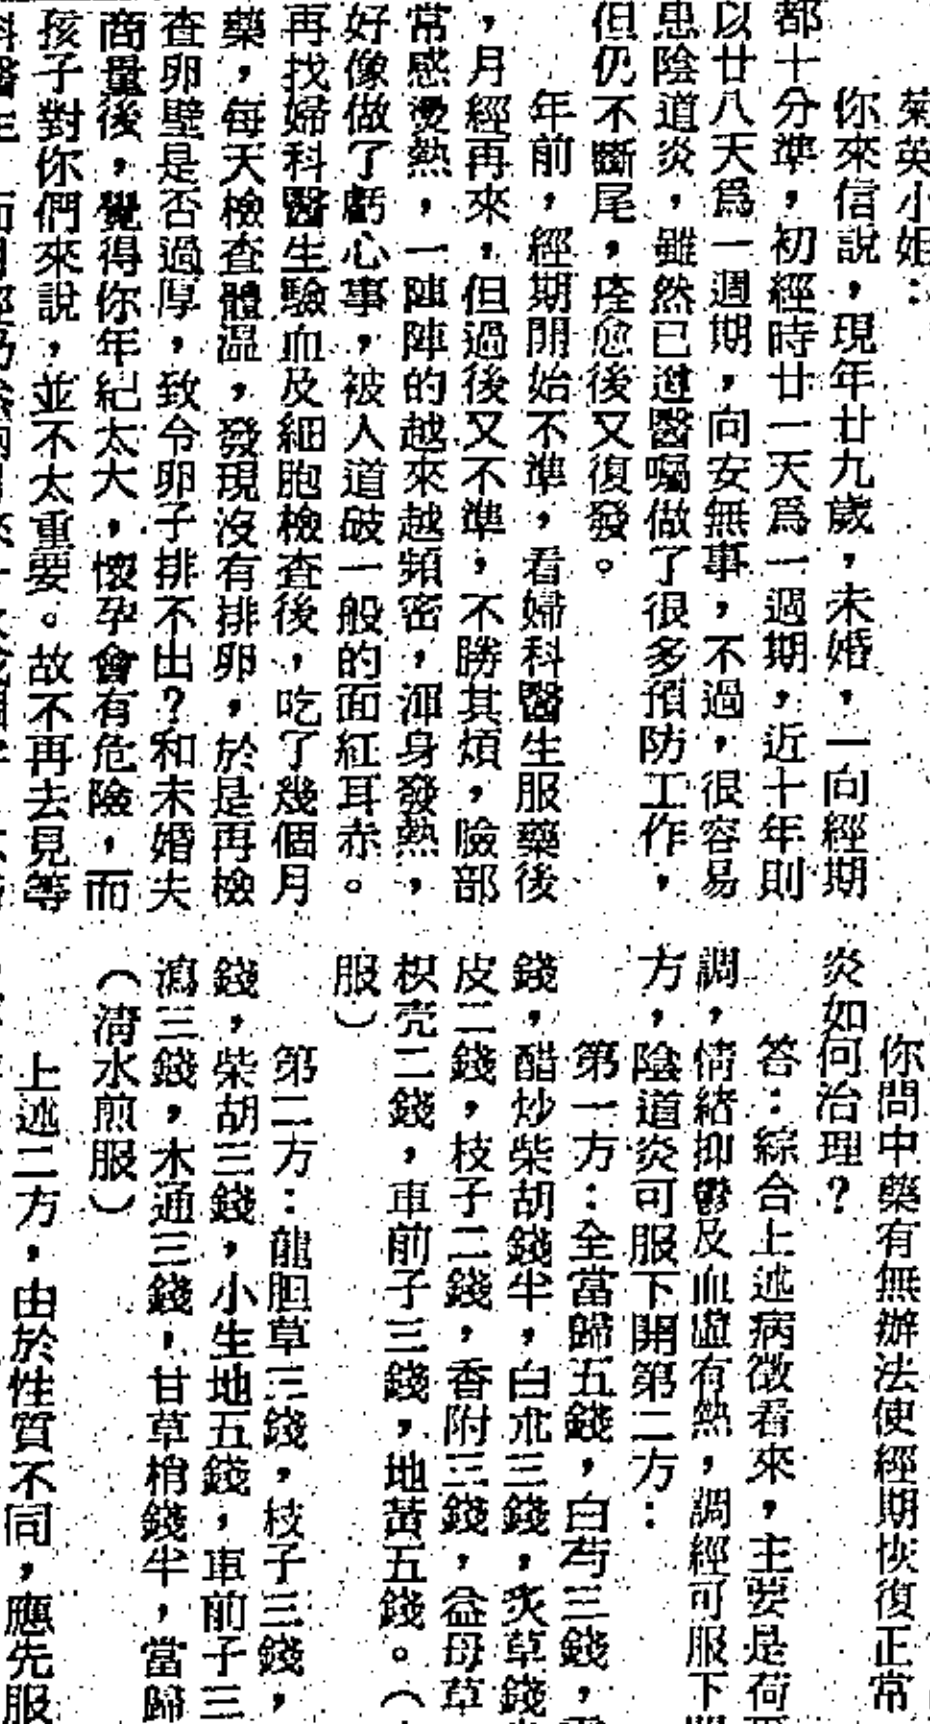 菊英小姐：
你來信說，現年廿九歲，未婚，一向經期
都十分準，初經時廿一天爲一週期，近十年則
以廿八天爲一週期，向安無事，不過，很容易
患陰道炎，雖然已遵醫囑做了很多預防工作，
但仍不斷尾，痊愈後又復發。
年前，經期開始不準，看婦科醫生服藥後
，月經再來，但過後又不準，不勝其煩，臉部
常感燙熱，一陣陣的越來越頻密，渾身發熱，
好像做了虧心事，被人道破一般的面紅耳赤。
再找婦科醫生驗血及細胞檢查後，吃了幾個月
藥，每天檢查體溫，發現沒有排卵，於是再檢
查卵壁是否過厚，致令卵子排不出？和未婚夫
商量後，覺得你年紀太大，懷孕會有危險，而
孩子對你們來說，並不太重要。故不再去見等
你問中藥有無辦法使經期恢復正常
炎如何治理？
答：綜合上述病徵看來，主要是荷
調，情緒抑鬱及血虛有熱，調經可服下
方，陰道炎可服下開第二方：
第一方：全當歸五錢，白芍三錢，
錢，醋炒柴胡錢半，白朮三錢，炙草錢
皮二錢，枝子二錢，香附三錢，益母草
枳壳二錢，車前子三錢，地黃五錢。（
服）
第二方：龍胆草三錢，枝子三錢，
錢，柴胡三錢，小生地五錢，車前子三
瀉三錢，木通三錢，甘草梢錢半，當歸
（清水煎服）
上述二方，由於性質不同，應先服